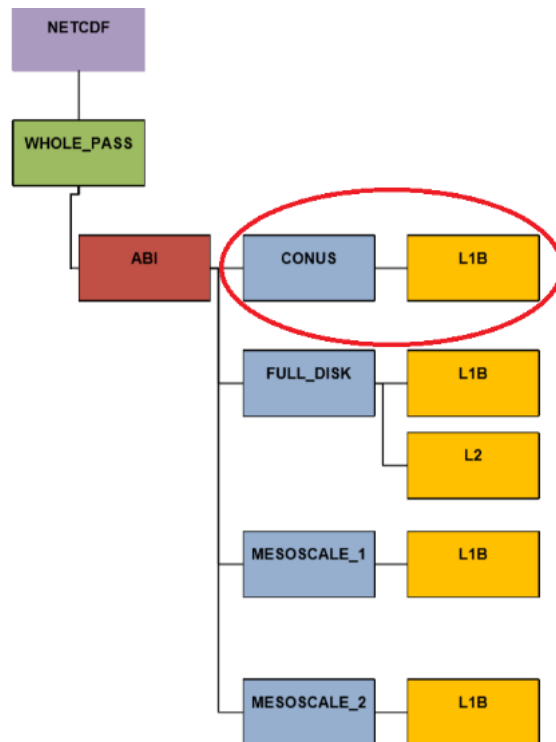 NETCDF
WHOLE_PASS
ABI
CONUS
L1B
FULL_DISK
L1B
L2
MESOSCALE_1
L1B
MESOSCALE_2
L1B